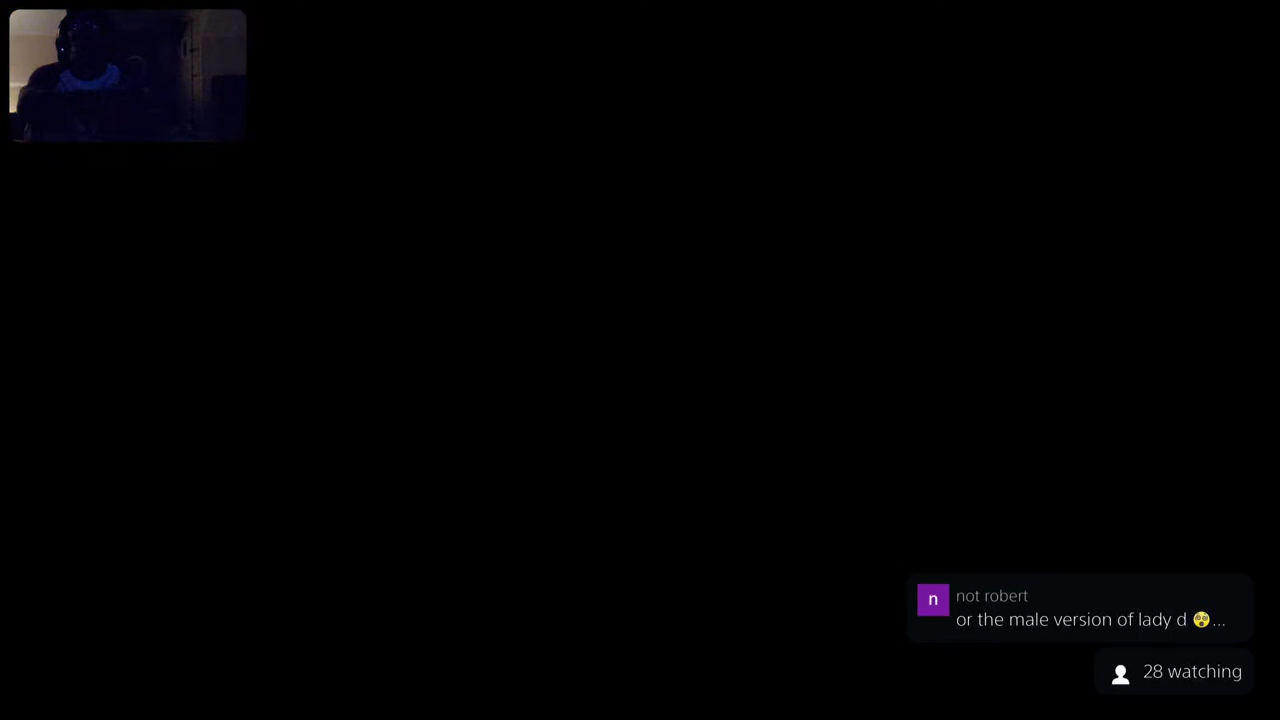 n
not robert
or the male version of lady d 😵...
28 watching